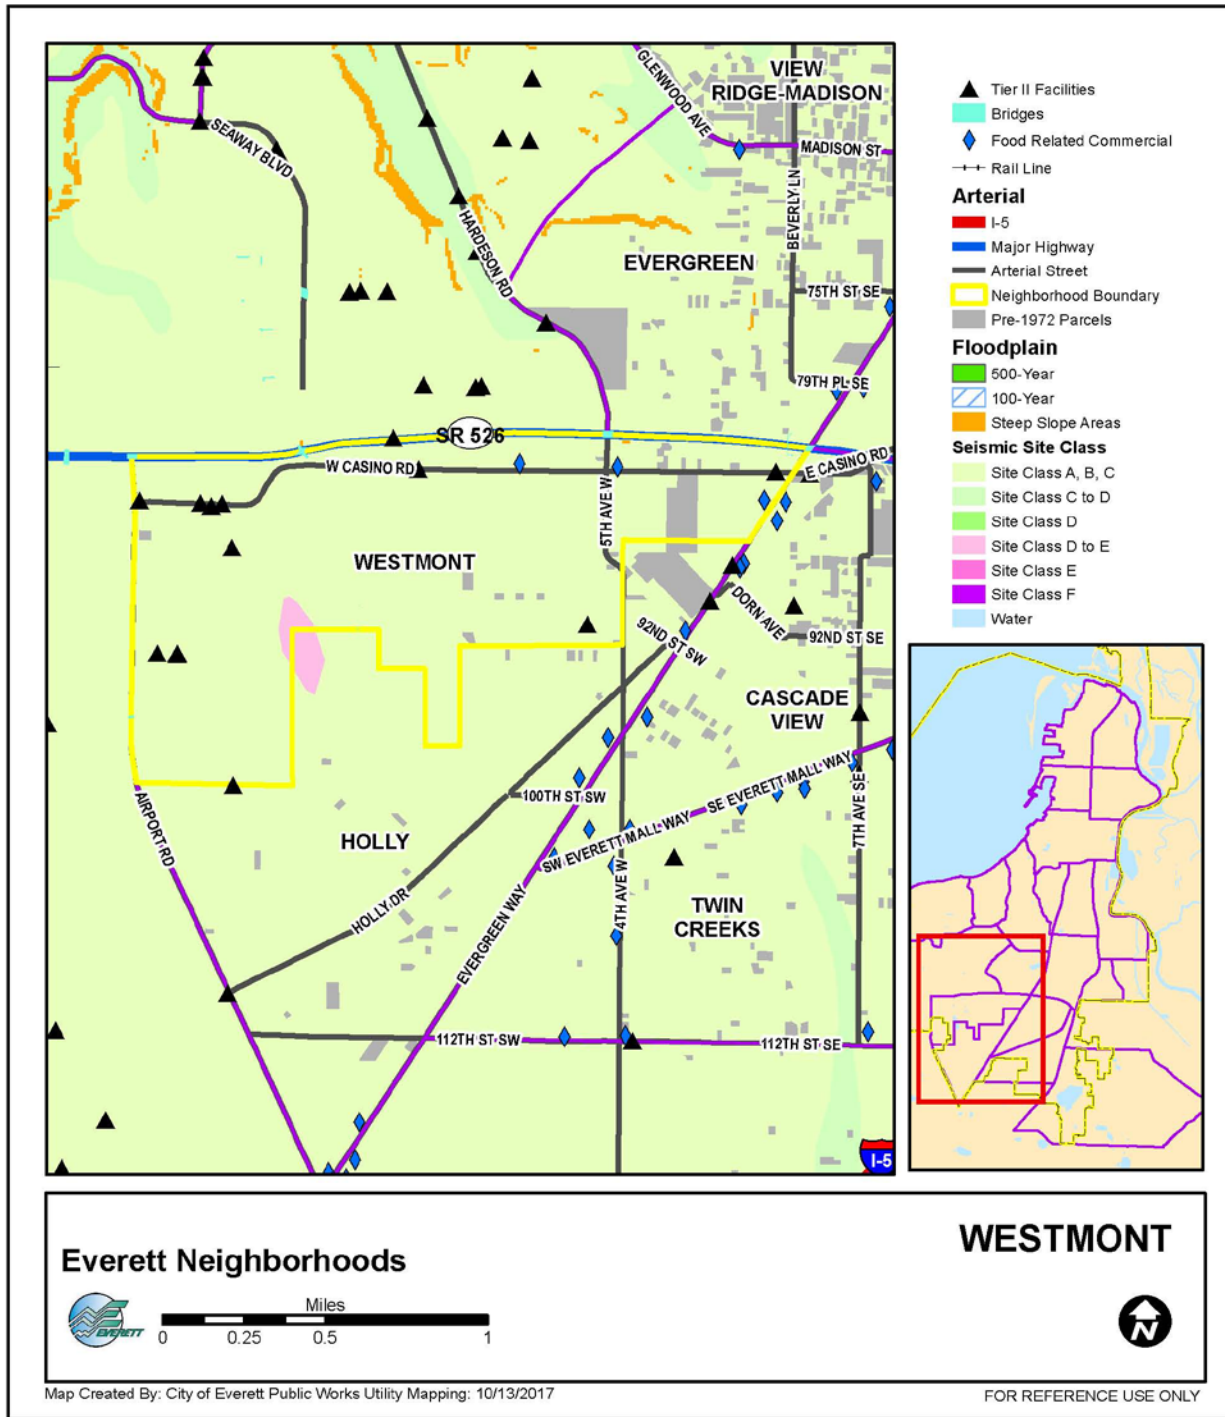 VIEW
RIDGE-MADISON
GLENWOOD AVE
MADISON ST
SEAWAY BLVD
BEVERLY LN
HARDESON RD
EVERGREEN
75TH ST SE
79TH PL SE
SR 526
W CASINO RD
E CASINO RD
5TH AVE W
WESTMONT
DORN AVE
92ND ST SW
92ND ST SE
CASCADE
VIEW
AIRPORT RD
100TH ST SW
SE EVERETT MALL WAY
SW EVERETT MALL WAY
7TH AVE SE
HOLLY
HOLLY DR
EVERGREEN WAY
4TH AVE W
TWIN
CREEKS
112TH ST SW
112TH ST SE
I-5
Tier II Facilities
Bridges
Food Related Commercial
Rail Line
Arterial
I-5
Major Highway
Arterial Street
Neighborhood Boundary
Pre-1972 Parcels
Floodplain
500-Year
100-Year
Steep Slope Areas
Seismic Site Class
Site Class A, B, C
Site Class C to D
Site Class D
Site Class D to E
Site Class E
Site Class F
Water
WESTMONT
Everett Neighborhoods
EVERETT
Miles
0 0.25 0.5 1
N
Map Created By: City of Everett Public Works Utility Mapping: 10/13/2017
FOR REFERENCE USE ONLY